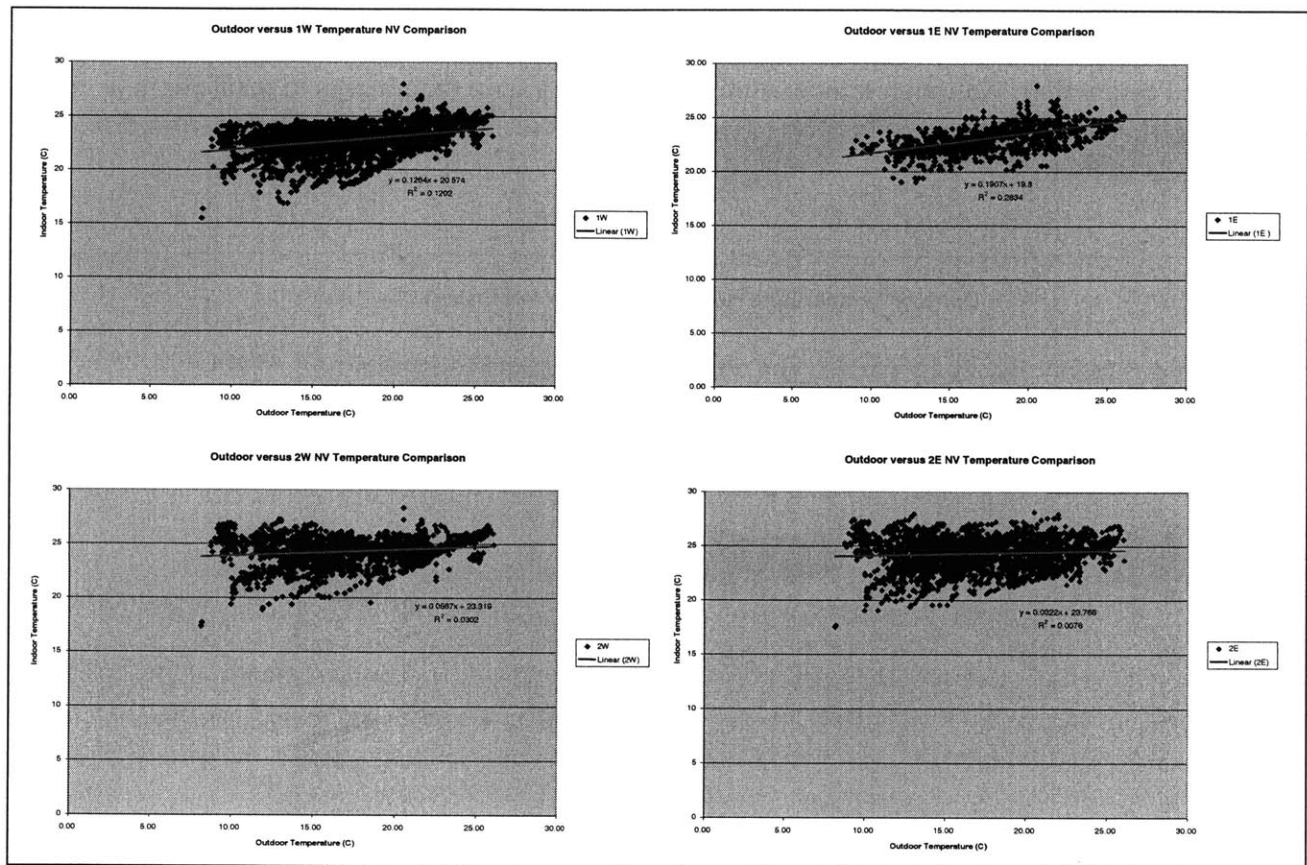 Outdoor versus 1W Temperature NV Comparison
30
25
20
15
10
5
0
Indoor Temperature (C)
0.00 5.00 10.00 15.00 20.00 25.00 30.00
Outdoor Temperature (C)
y = 0.1264x + 20.574
R² = 0.1202
1W
Linear (1W)
Outdoor versus 1E NV Temperature Comparison
30.00
25.00
20.00
15.00
10.00
5.00
0.00
Indoor Temperature (C)
0.00 5.00 10.00 15.00 20.00 25.00 30.00
Outdoor Temperature (C)
y = 0.1907x + 19.8
R² = 0.2834
1E
Linear (1E )
Outdoor versus 2W NV Temperature Comparison
30
25
20
15
10
5
0
Indoor Temperature (C)
0.00 5.00 10.00 15.00 20.00 25.00 30.00
Outdoor Temperature (C)
y = 0.0587x + 23.319
R² = 0.0302
2W
Linear (2W)
Outdoor versus 2E NV Temperature Comparison
30
25
20
15
10
5
0
Indoor Temperature (C)
0.00 5.00 10.00 15.00 20.00 25.00 30.00
Outdoor Temperature (C)
y = 0.0322x + 23.768
R² = 0.0076
2E
Linear (2E)